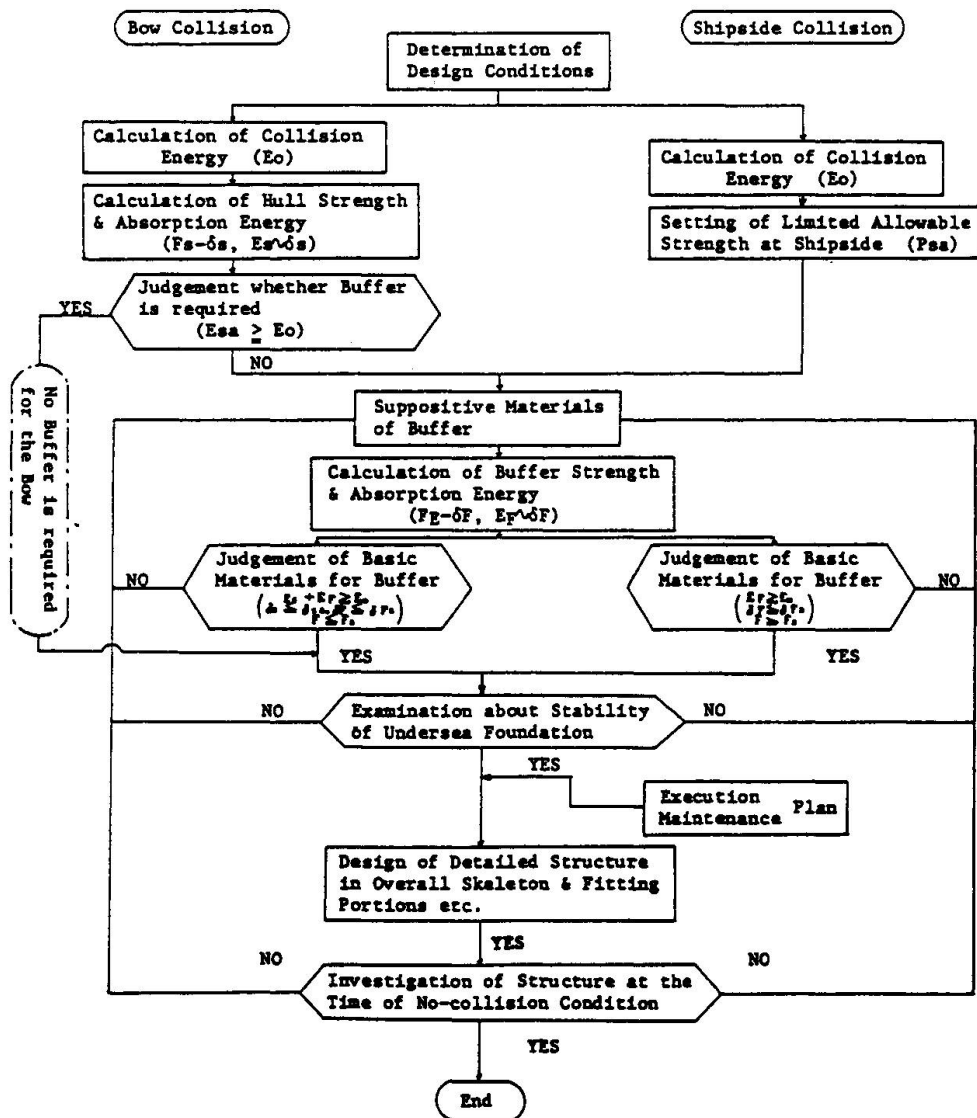 Bow Collision
Shipside Collision
Determination of
Design Conditions
Calculation of Collision
Energy (Eo)
Calculation of Hull Strength
& Absorption Energy
(Fs-δs, Es~δs)
Calculation of Collision
Energy (Eo)
Setting of Limited Allowable
Strength at Shipside (Psa)
Judgement whether Buffer
is required
(Esa ≧ Eo)
YES
NO
No Buffer is required
for the Bow
Suppositive Materials
of Buffer
Calculation of Buffer Strength
& Absorption Energy
(FE-δF, EF~δF)
Judgement of Basic
Materials for Buffer
NO
YES
Judgement of Basic
Materials for Buffer
NO
YES
Examination about Stability
of Undersea Foundation
NO
NO
YES
Execution
Maintenance Plan
Design of Detailed Structure
in Overall Skeleton & Fitting
Portions etc.
YES
NO
NO
Investigation of Structure at the
Time of No-collision Condition
YES
End